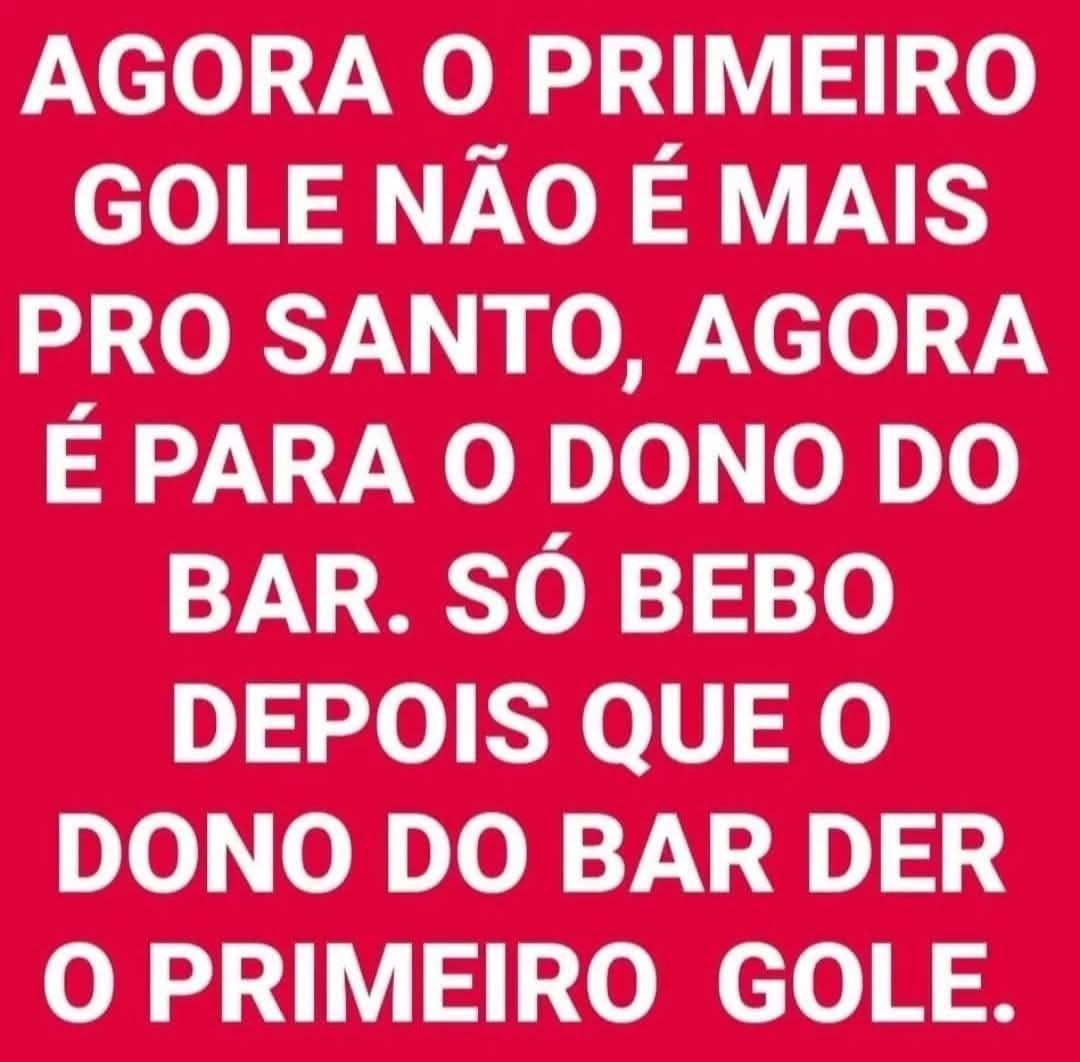 AGORA O PRIMEIRO
GOLE NÃO É MAIS
PRO SANTO, AGORA
É PARA O DONO DO
BAR. SÓ BEBO
DEPOIS QUE O
DONO DO BAR DER
O PRIMEIRO  GOLE.